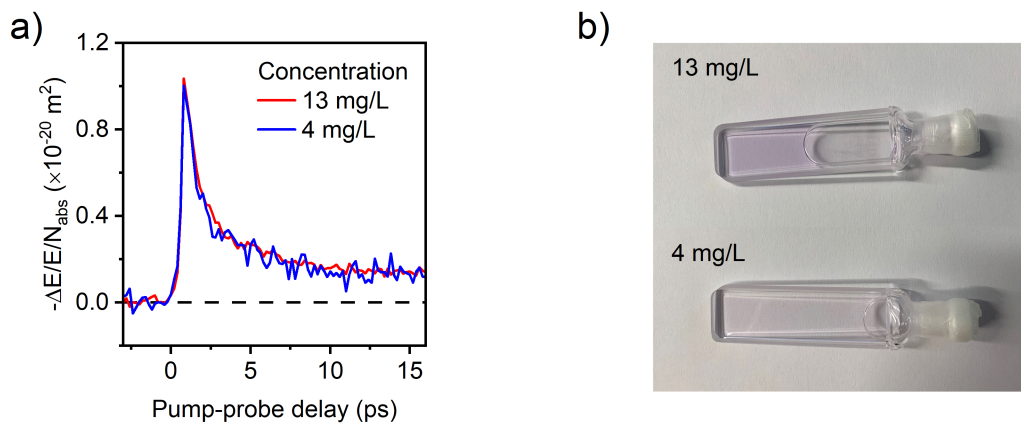 a)
1.2
0.8
0.4
0.0
-ΔE/E/N_abs (×10⁻²⁰ m²)
Concentration
13 mg/L
4 mg/L
0
5
10
15
Pump-probe delay (ps)
b)
13 mg/L
4 mg/L